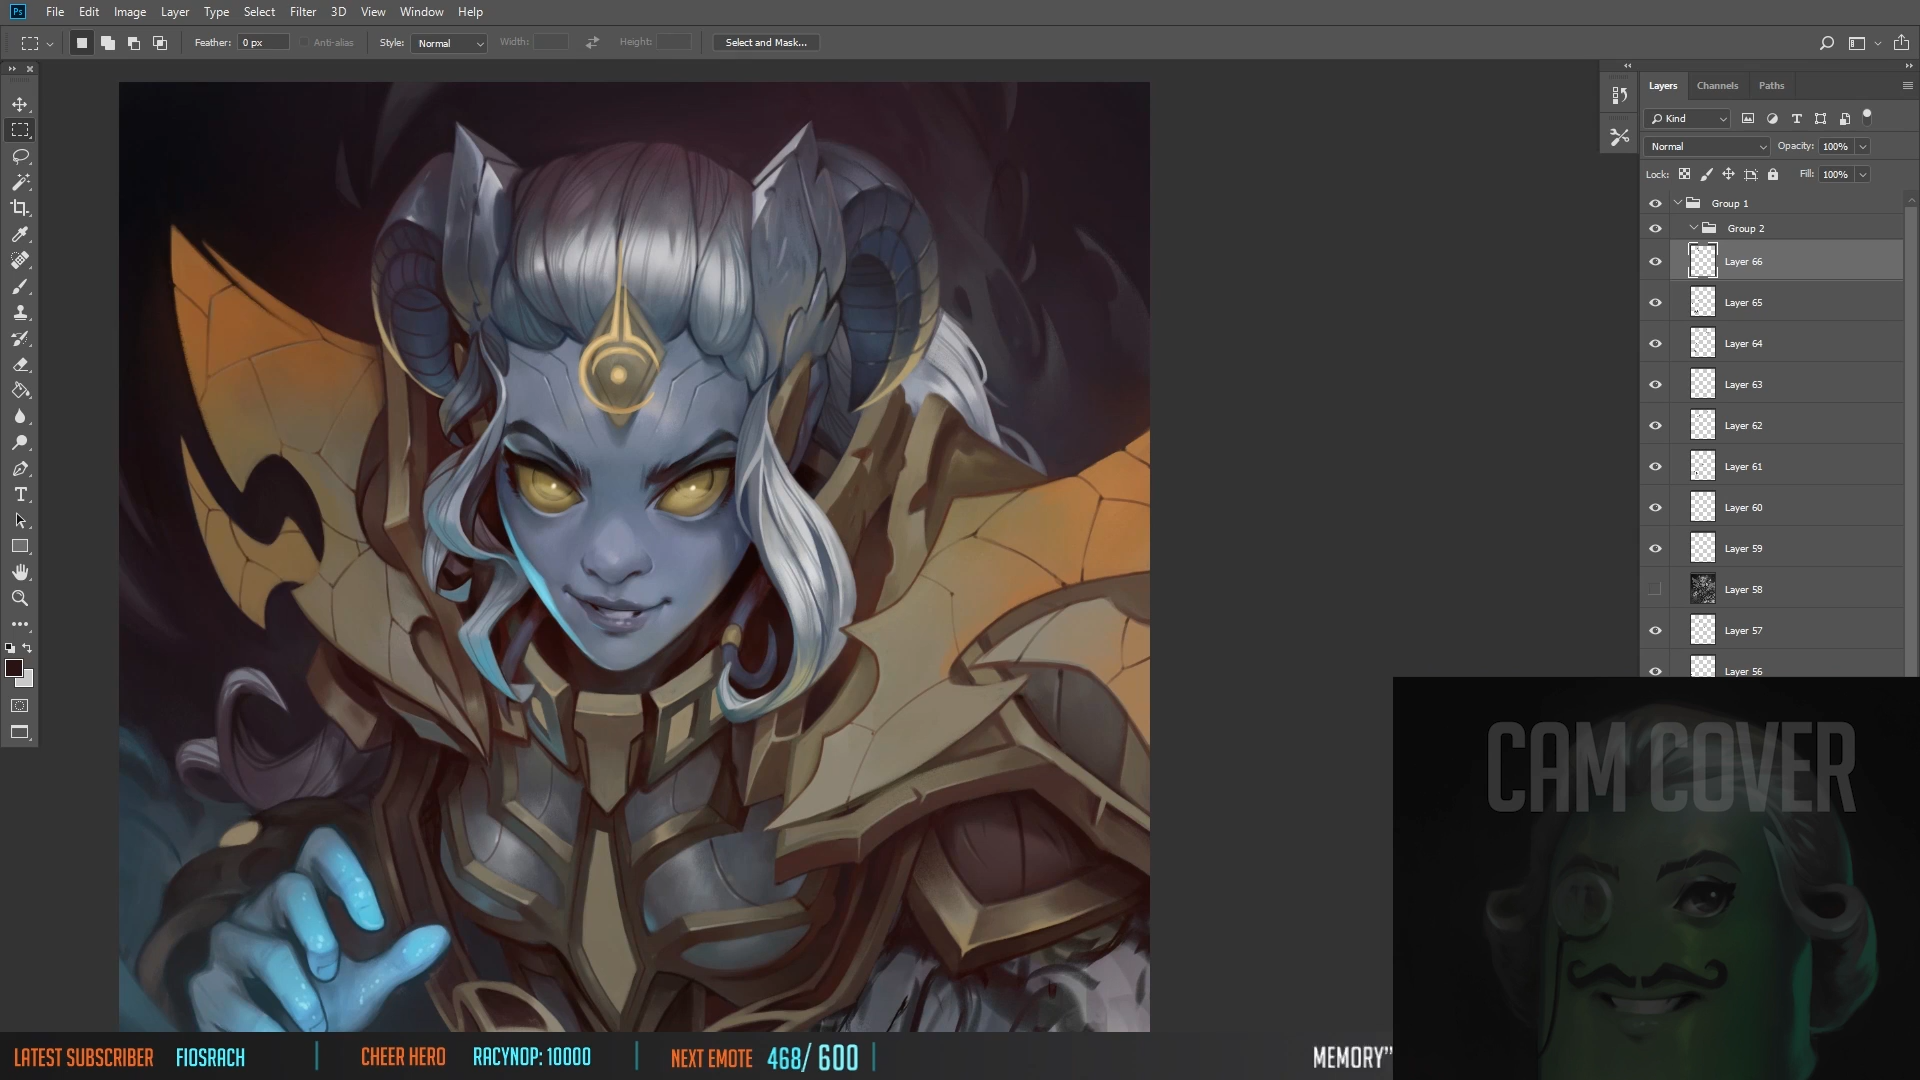 Ps File Edit Image Layer Type Select Filter 3D View Window Help
Feather: 0 px Anti-alias Style: Normal Width: Height: Select and Mask...
Layers Channels Paths
Kind
Normal Opacity: 100%
Lock: Fill: 100%
Group 1
Group 2
Layer 66
Layer 65
Layer 64
Layer 63
Layer 62
Layer 61
Layer 60
Layer 59
Layer 58
Layer 57
Layer 56
CAM COVER
LATEST SUBSCRIBER FIOSRACH CHEER HERO RACYNOP: 10000 NEXT EMOTE 468/ 600 MEMORY”